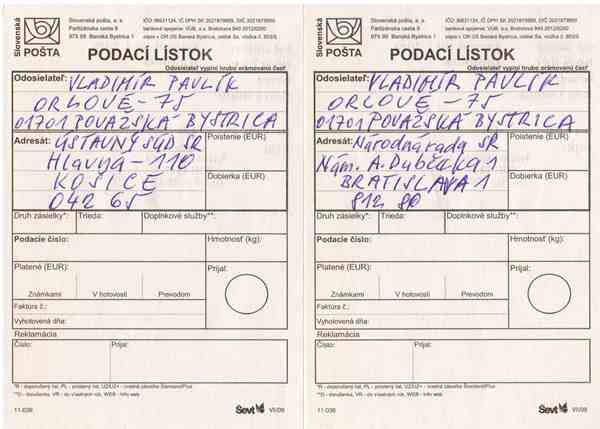 Slovenská
POŠTA
Slovenská pošta, a. s.
Partizánska cesta 9
975 99 Banská Bystrica 1
PODACÍ LÍSTOK
Odosielateľ vyplní hrubo orámovanú časť
Odosielateľ: VLADIMÍR PAVLÍK
ORLOVÉ - 75
01701 POVAŽSKÁ BYSTRICA
Adresát: ÚSTAVNÝ SÚD SR
Hlavná - 110
KOŠICE
042 65
Poistenie (EUR)
Dobierka (EUR)
Druh zásielky*:
Trieda:
Doplnkové služby**:
Podacie číslo:
Hmotnosť (kg):
Platené (EUR):
Prijal:
Známkami
V hotovosti
Prevodom
Faktúra č.:
Vyhotovená dňa:
Reklamácia
Číslo:
Prijal:
11-038
Sevt
VI/09
Slovenská
POŠTA
Slovenská pošta, a. s.
Partizánska cesta 9
975 99 Banská Bystrica 1
PODACÍ LÍSTOK
Odosielateľ vyplní hrubo orámovanú časť
Odosielateľ: VLADIMÍR PAVLÍK
ORLOVÉ - 75
01701 POVAŽSKÁ BYSTRICA
Adresát: Národná rada SR
Nám. A. Dubčeka 1
BRATISLAVA 1
812 80
Poistenie (EUR)
Dobierka (EUR)
Druh zásielky*:
Trieda:
Doplnkové služby**:
Podacie číslo:
Hmotnosť (kg):
Platené (EUR):
Prijal:
Známkami
V hotovosti
Prevodom
Faktúra č.:
Vyhotovená dňa:
Reklamácia
Číslo:
Prijal:
11-038
Sevt
VI/09